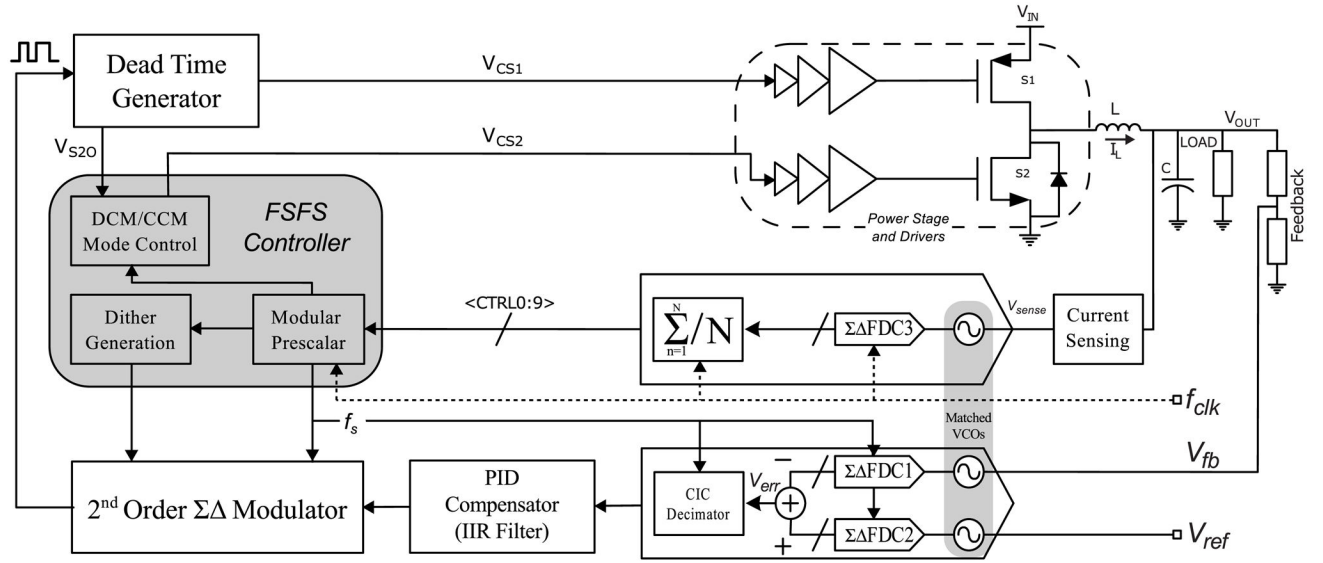 V_IN
Dead Time
Generator
V_CS1
S1
V_S2O
V_CS2
L
V_OUT
I_L
LOAD
C
S2
Feedback
Power Stage
and Drivers
FSFS
Controller
DCM/CCM
Mode Control
Dither
Generation
Modular
Prescalar
<CTRL0:9>
N
Σ/N
n=1
ΣΔFDC3
V_sense
Current
Sensing
f_clk
f_s
Matched
VCOs
2nd Order ΣΔ Modulator
PID
Compensator
(IIR Filter)
CIC
Decimator
V_err
−
+
+
ΣΔFDC1
ΣΔFDC2
V_fb
V_ref